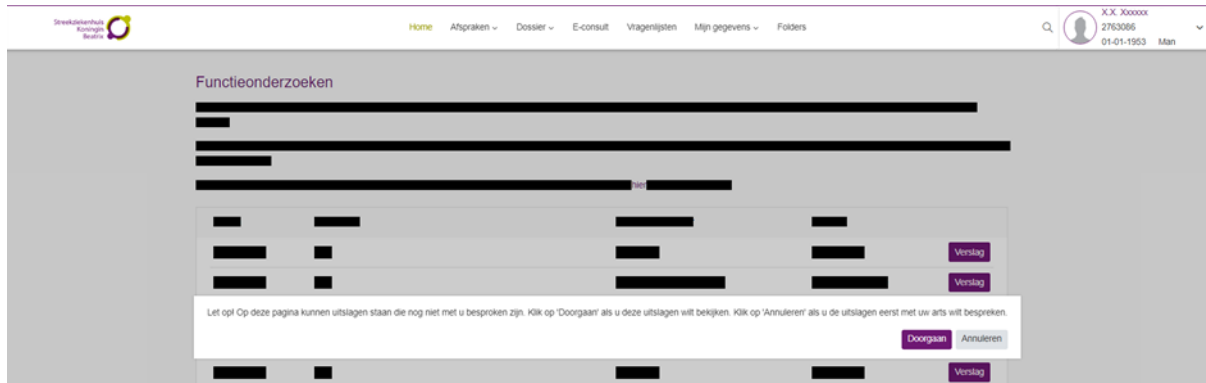 Streekziekenhuis
Koningin
Beatrix
Home Afspraken Dossier E-consult Vragenlijsten Mijn gegevens Folders
X.X. Xxxxxx
2763086
01-01-1953 Man
Functieonderzoeken
hier
Verslag
Verslag
Let op! Op deze pagina kunnen uitslagen staan die nog niet met u besproken zijn. Klik op 'Doorgaan' als u deze uitslagen wilt bekijken. Klik op 'Annuleren' als u de uitslagen eerst met uw arts wilt bespreken.
Doorgaan Annuleren
Verslag